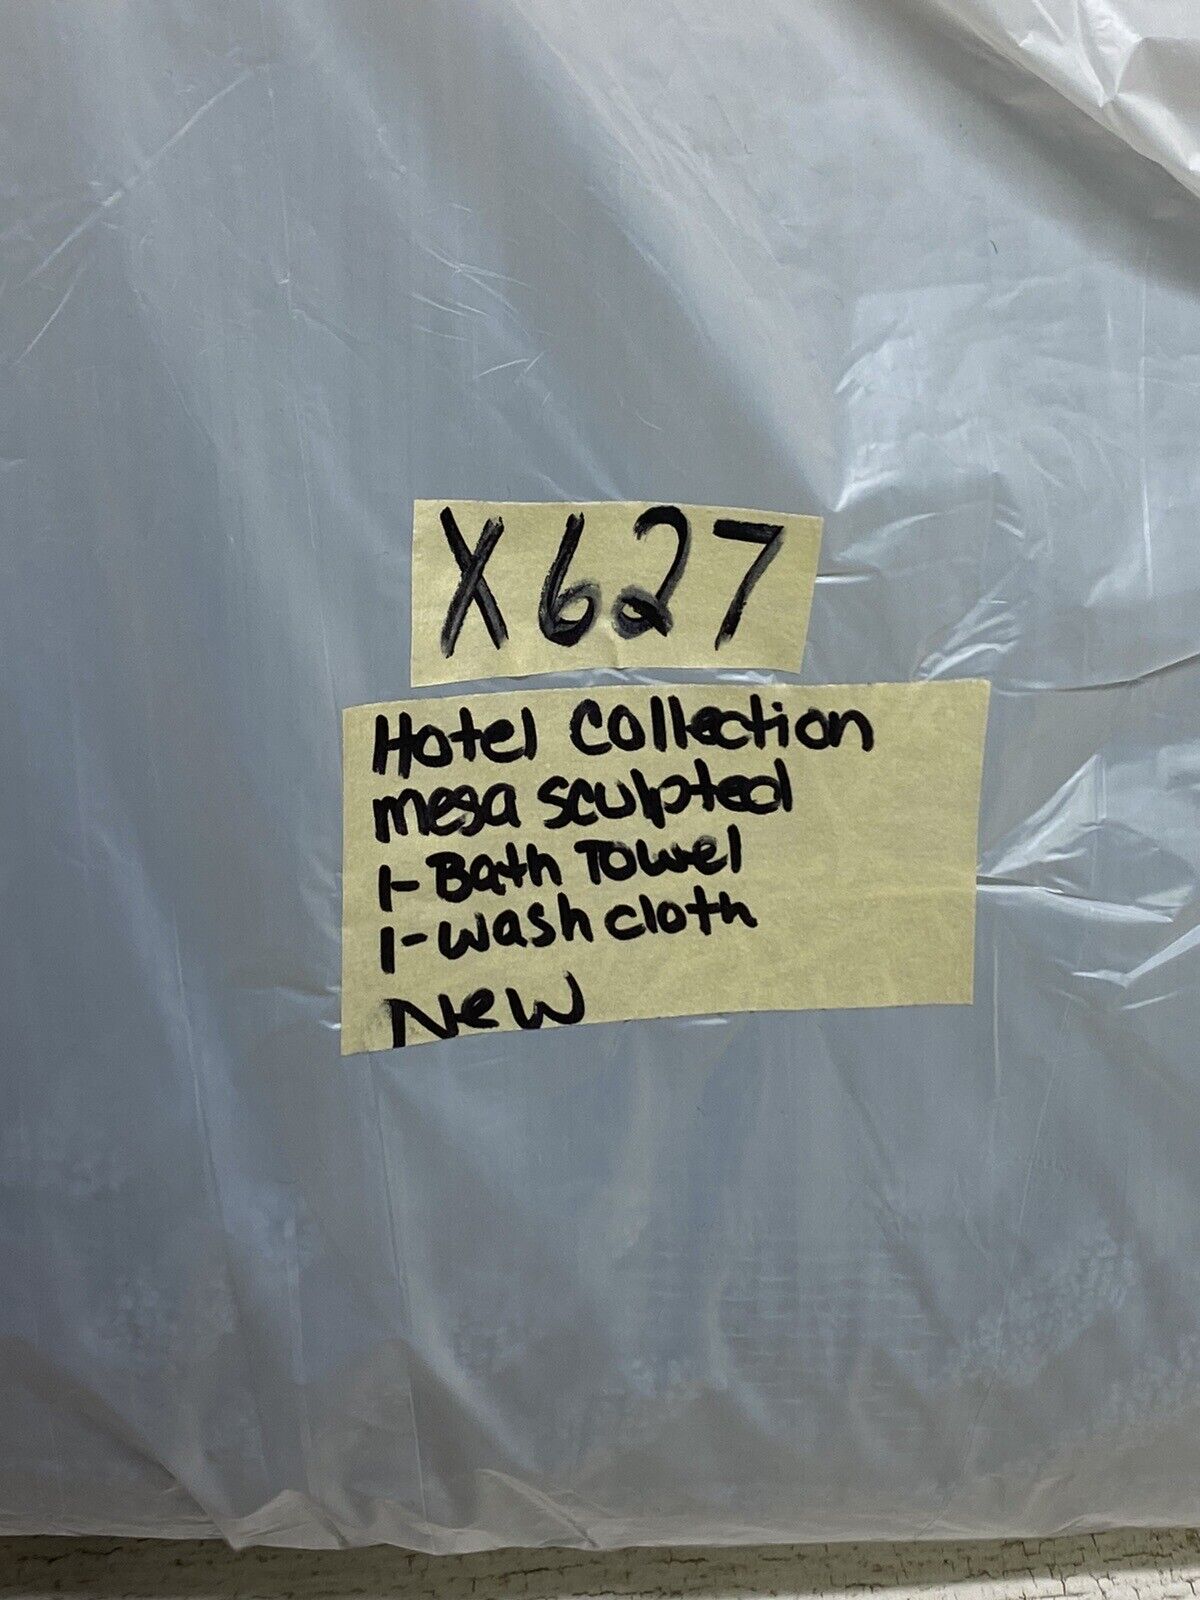 X627
Hotel Collection
mesa sculpted
1-Bath Towel
1-wash cloth
New